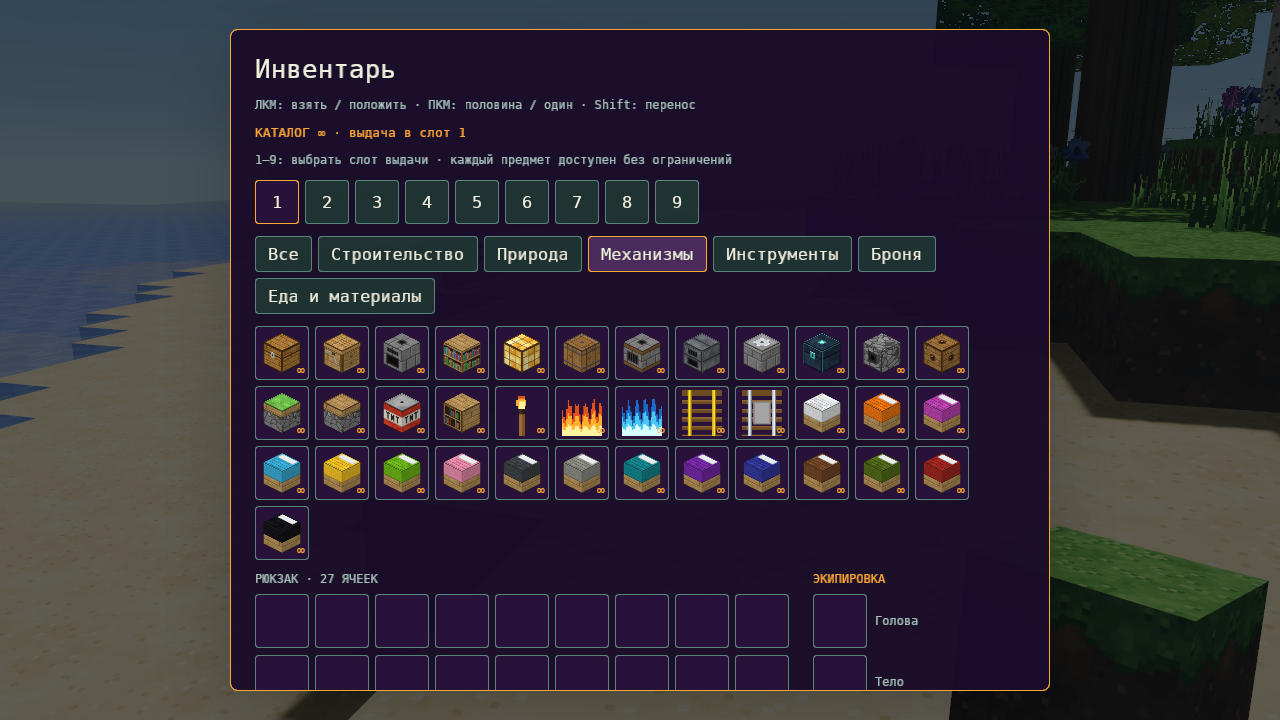 Инвентарь
ЛКМ: взять / положить · ПКМ: половина / один · Shift: перенос
КАТАЛОГ ∞ · выдача в слот 1
1–9: выбрать слот выдачи · каждый предмет доступен без ограничений
1 2 3 4 5 6 7 8 9
Все Строительство Природа Механизмы Инструменты Броня
Еда и материалы
∞ ∞ ∞ ∞ ∞ ∞ ∞ ∞ ∞ ∞ ∞ ∞
∞ ∞ ∞ ∞ ∞ ∞ ∞ ∞ ∞ ∞ ∞ ∞
∞ ∞ ∞ ∞ ∞ ∞ ∞ ∞ ∞ ∞ ∞ ∞
∞
РЮКЗАК · 27 ЯЧЕЕК ЭКИПИРОВКА
Голова
Тело